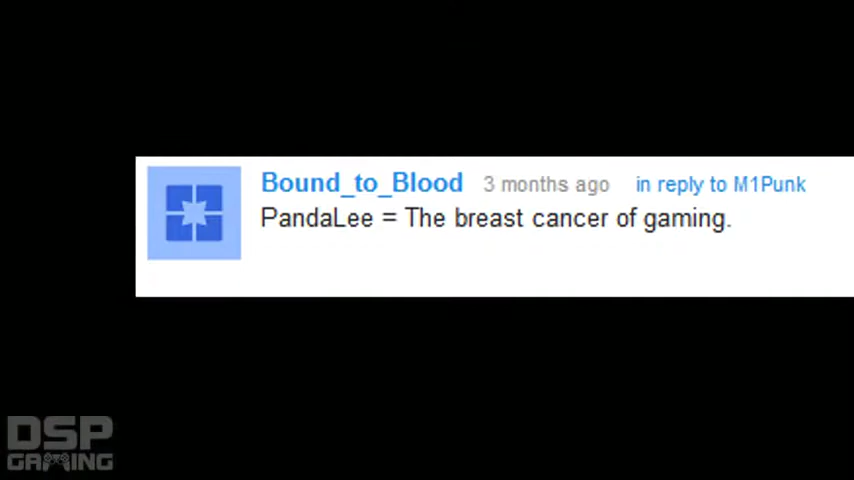 Bound_to_Blood 3 months ago in reply to M1Punk
PandaLee = The breast cancer of gaming.
DSP
GAMING